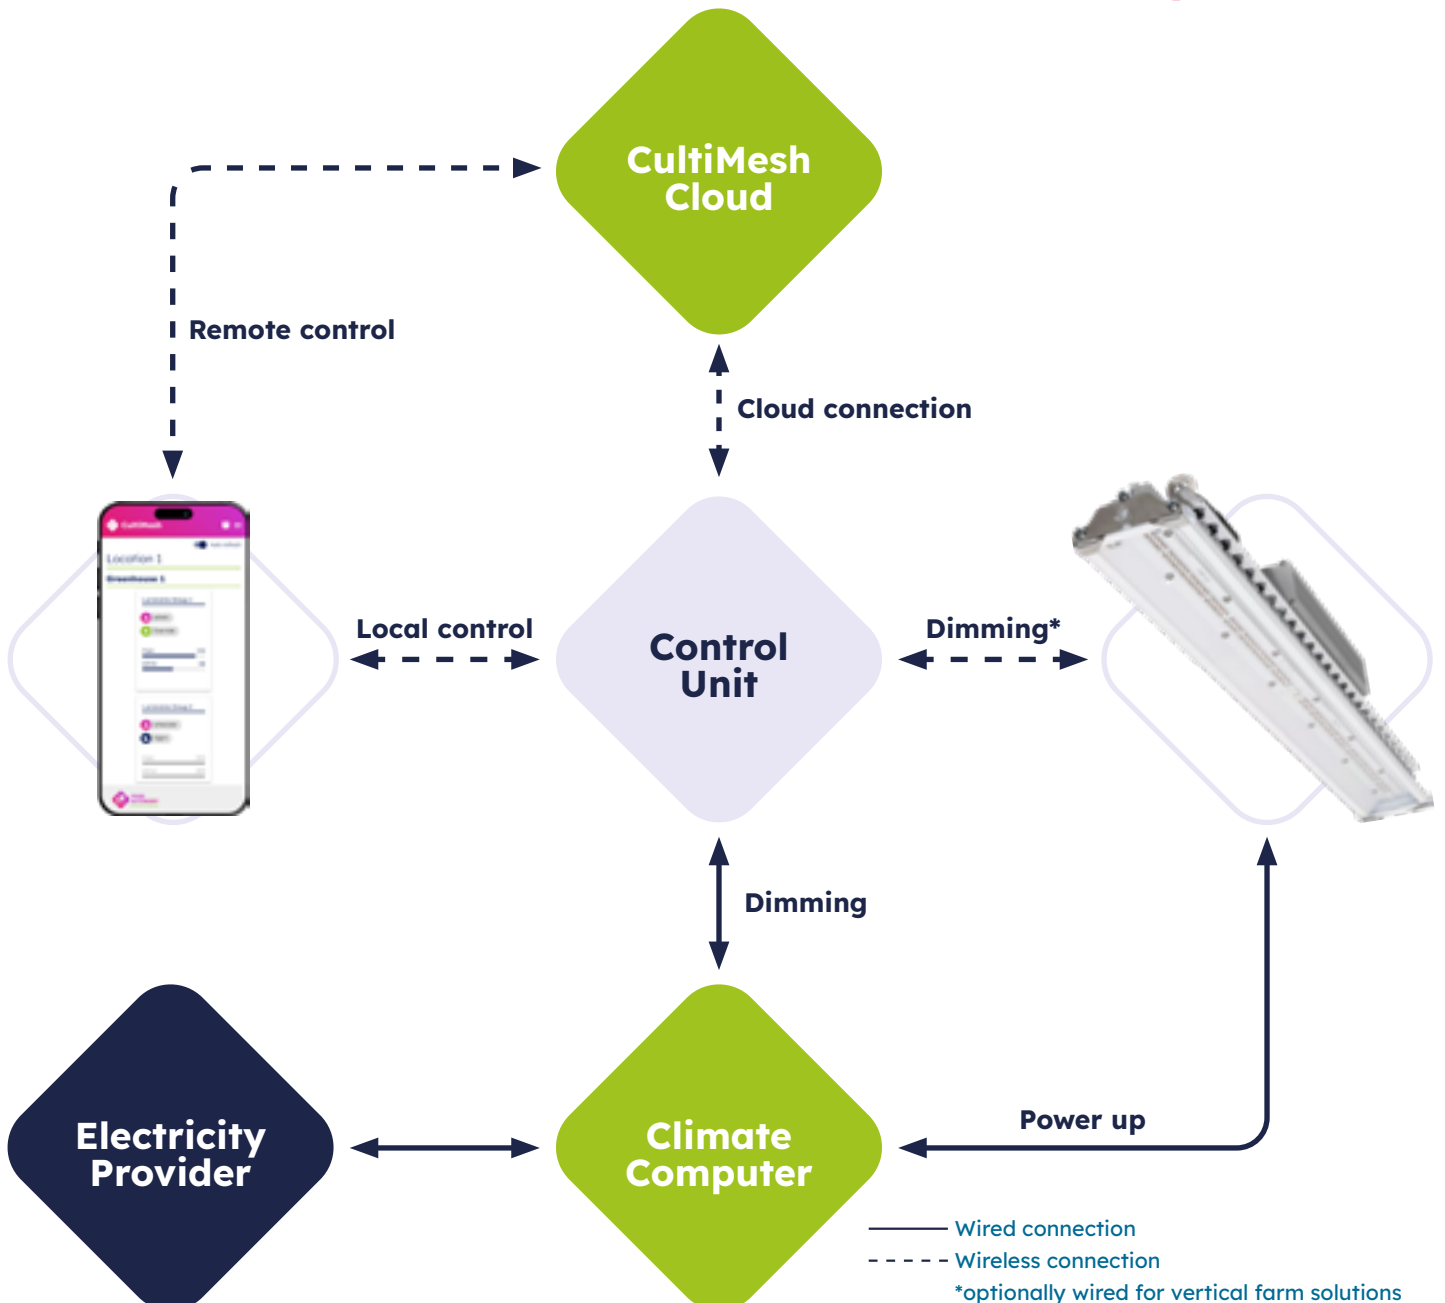 CultiMesh
Cloud
Remote control
Cloud connection
CultiMesh
Location 1
Greenhouse 1
Local control
Control
Unit
Dimming*
Dimming
Electricity
Provider
Climate
Computer
Power up
Wired connection
Wireless connection
*optionally wired for vertical farm solutions